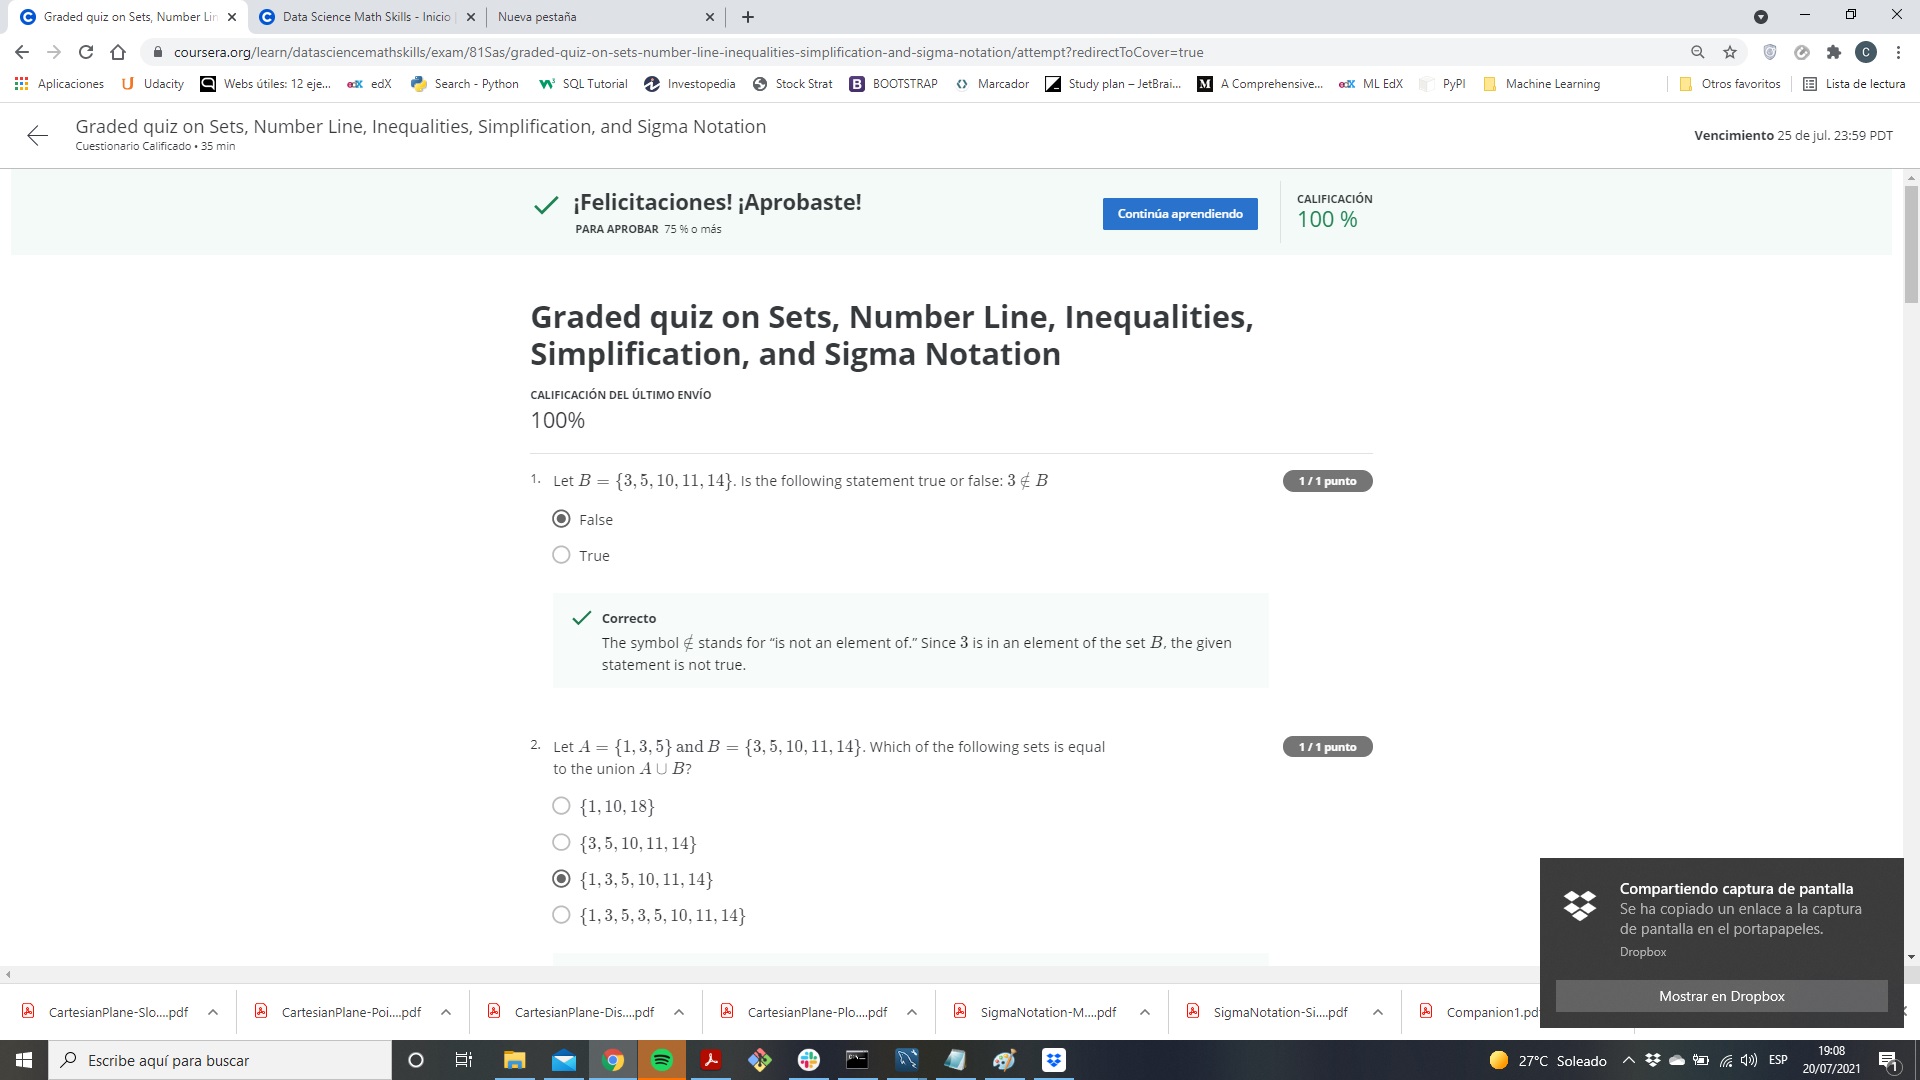 Graded quiz on Sets, Number Lin
Data Science Math Skills - Inicio
Nueva pestaña
coursera.org/learn/datasciencemathskills/exam/81Sas/graded-quiz-on-sets-number-line-inequalities-simplification-and-sigma-notation/attempt?redirectToCover=true
C
Aplicaciones
Udacity
Webs útiles: 12 eje...
edX
Search - Python
SQL Tutorial
Investopedia
Stock Strat
BOOTSTRAP
Marcador
Study plan – JetBrai...
A Comprehensive...
ML EdX
PyPI
Machine Learning
Otros favoritos
Lista de lectura
Graded quiz on Sets, Number Line, Inequalities, Simplification, and Sigma Notation
Cuestionario Calificado • 35 min
Vencimiento 25 de jul. 23:59 PDT
¡Felicitaciones! ¡Aprobaste!
PARA APROBAR 75 % o más
Continúa aprendiendo
CALIFICACIÓN
100 %
Graded quiz on Sets, Number Line, Inequalities,
Simplification, and Sigma Notation
CALIFICACIÓN DEL ÚLTIMO ENVÍO
100%
1. Let B = {3, 5, 10, 11, 14}. Is the following statement true or false: 3 ∉ B
1 / 1 punto
False
True
Correcto
The symbol ∉ stands for “is not an element of.” Since 3 is in an element of the set B, the given
statement is not true.
2. Let A = {1, 3, 5} and B = {3, 5, 10, 11, 14}. Which of the following sets is equal
to the union A ∪ B?
1 / 1 punto
{1, 10, 18}
{3, 5, 10, 11, 14}
{1, 3, 5, 10, 11, 14}
{1, 3, 5, 3, 5, 10, 11, 14}
Compartiendo captura de pantalla
Se ha copiado un enlace a la captura
de pantalla en el portapapeles.
Dropbox
Mostrar en Dropbox
CartesianPlane-Slo....pdf
CartesianPlane-Poi....pdf
CartesianPlane-Dis....pdf
CartesianPlane-Plo....pdf
SigmaNotation-M....pdf
SigmaNotation-Si....pdf
Companion1.pd
Escribe aquí para buscar
27°C Soleado
ESP
19:08
20/07/2021
1